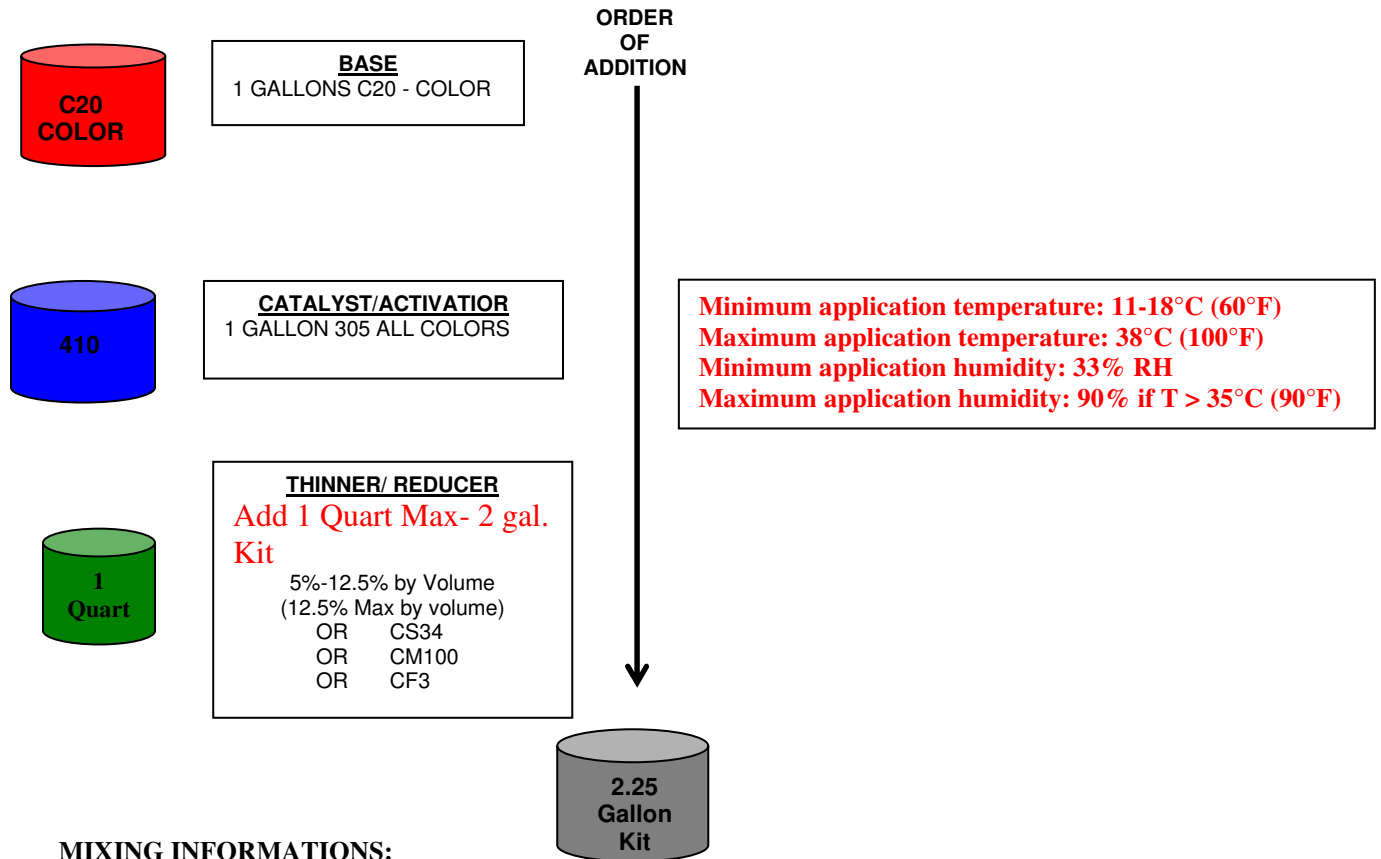 ORDER
OF
ADDITION
C20
COLOR
BASE
1 GALLONS C20 - COLOR
410
CATALYST/ACTIVATIOR
1 GALLON 305 ALL COLORS
Minimum application temperature: 11-18°C (60°F)
Maximum application temperature: 38°C (100°F)
Minimum application humidity: 33% RH
Maximum application humidity: 90% if T > 35°C (90°F)
1
Quart
THINNER/ REDUCER
Add 1 Quart Max- 2 gal.
Kit
5%-12.5% by Volume
(12.5% Max by volume)
OR CS34
OR CM100
OR CF3
2.25
Gallon
Kit
MIXING INFORMATIONS: